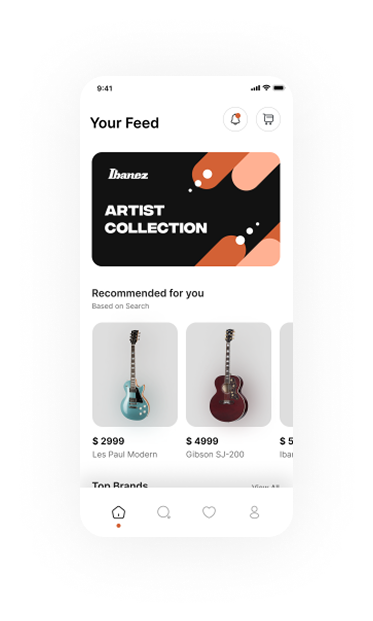 9:41
Your Feed
Ibanez
ARTIST
COLLECTION
Recommended for you
Based on Search
$ 2999
Les Paul Modern
$ 4999
Gibson SJ-200
$ 5
Iba
Top Brands
View All